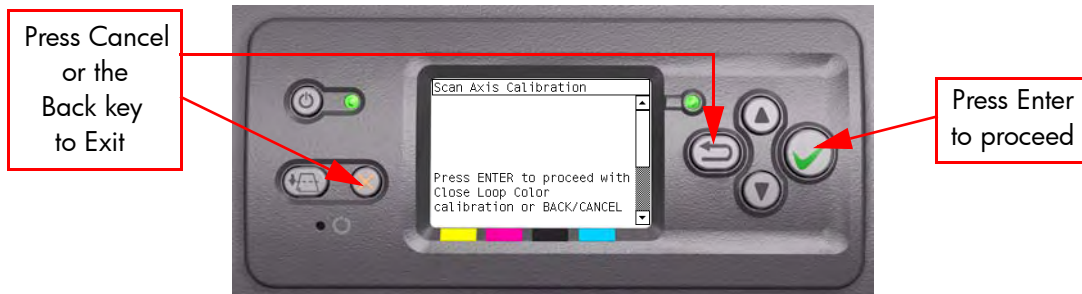 Press Cancel
or the
Back key
to Exit
Scan Axis Calibration
Press ENTER to proceed with
Close Loop Color
calibration or BACK/CANCEL
Press Enter
to proceed